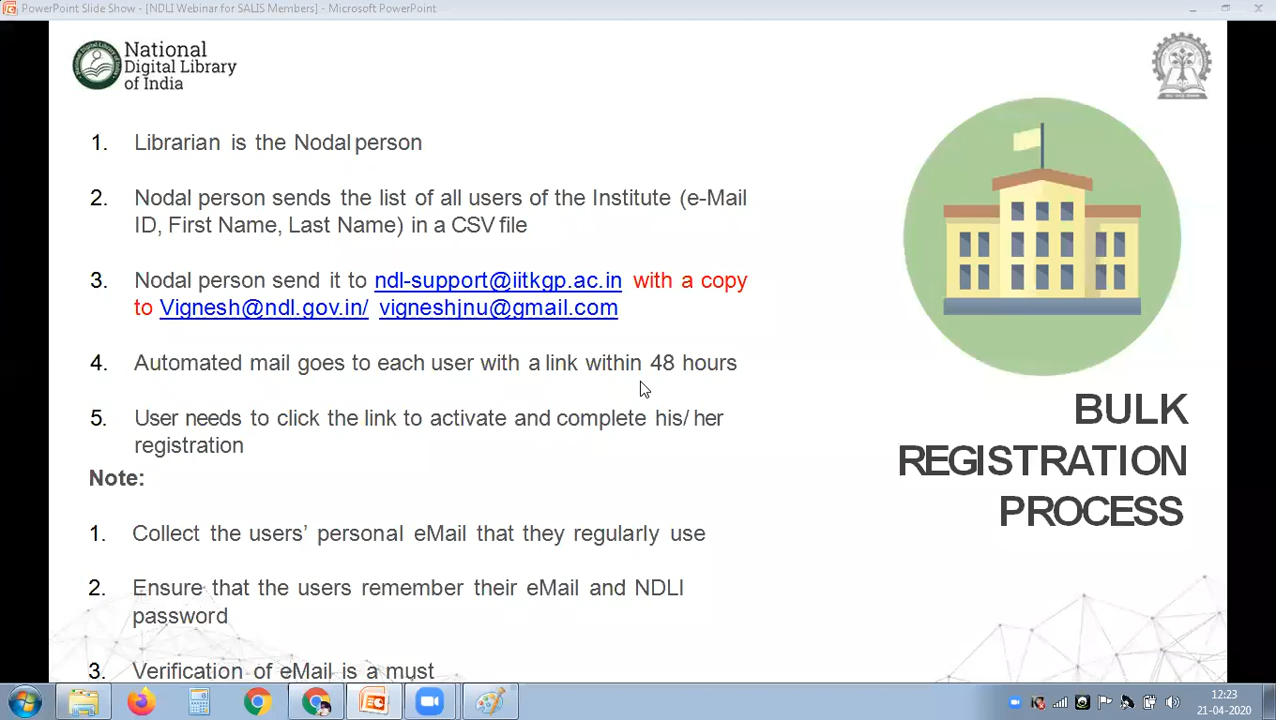 PowerPoint Slide Show - [NDLI Webinar for SALIS Members] - Microsoft PowerPoint
National
Digital Library
of India
1. Librarian is the Nodal person
2. Nodal person sends the list of all users of the Institute (e-Mail
ID, First Name, Last Name) in a CSV file
3. Nodal person send it to ndl-support@iitkgp.ac.in with a copy
to Vignesh@ndl.gov.in/ vigneshjnu@gmail.com
4. Automated mail goes to each user with a link within 48 hours
5. User needs to click the link to activate and complete his/ her
registration
Note:
1. Collect the users’ personal eMail that they regularly use
2. Ensure that the users remember their eMail and NDLI
password
3. Verification of eMail is a must
BULK
REGISTRATION
PROCESS
12:23
21-04-2020